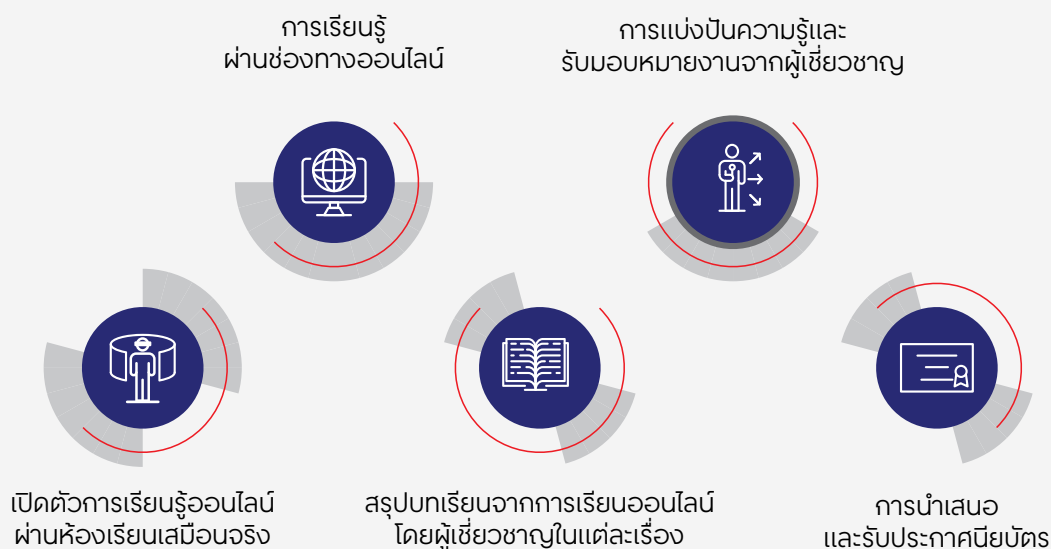 การเรียนรู้
ผ่านช่องทางออนไลน์
การแบ่งปันความรู้และ
รับมอบหมายงานจากผู้เชี่ยวชาญ
เปิดตัวการเรียนรู้ออนไลน์
ผ่านห้องเรียนเสมือนจริง
สรุปบทเรียนจากการเรียนออนไลน์
โดยผู้เชี่ยวชาญในแต่ละเรื่อง
การนำเสนอ
และรับประกาศนียบัตร